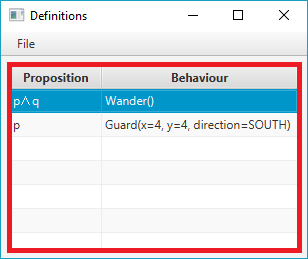 Definitions
File
Proposition Behaviour
p∧q Wander()
p Guard(x=4, y=4, direction=SOUTH)